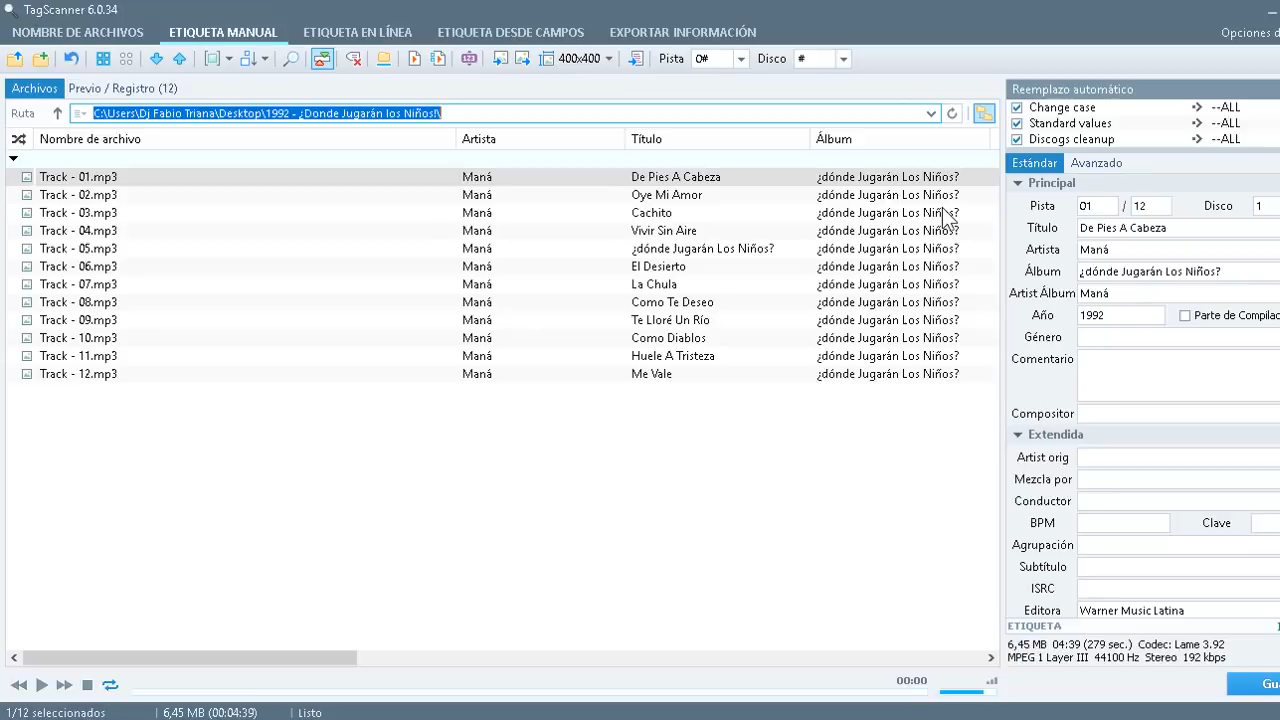 TagScanner 6.0.34
NOMBRE DE ARCHIVOS ETIQUETA MANUAL ETIQUETA EN LÍNEA ETIQUETA DESDE CAMPOS EXPORTAR INFORMACIÓN Opciones d
400x400 Pista 0# Disco #
Archivos Previo / Registro (12)
Ruta C:\Users\Dj Fabio Triana\Desktop\1992 - ¿Donde Jugarán los Niños!\
Nombre de archivo Artista Título Álbum
Track - 01.mp3 Maná De Pies A Cabeza ¿dónde Jugarán Los Niños?
Track - 02.mp3 Maná Oye Mi Amor ¿dónde Jugarán Los Niños?
Track - 03.mp3 Maná Cachito ¿dónde Jugarán Los Niños?
Track - 04.mp3 Maná Vivir Sin Aire ¿dónde Jugarán Los Niños?
Track - 05.mp3 Maná ¿dónde Jugarán Los Niños? ¿dónde Jugarán Los Niños?
Track - 06.mp3 Maná El Desierto ¿dónde Jugarán Los Niños?
Track - 07.mp3 Maná La Chula ¿dónde Jugarán Los Niños?
Track - 08.mp3 Maná Como Te Deseo ¿dónde Jugarán Los Niños?
Track - 09.mp3 Maná Te Lloré Un Río ¿dónde Jugarán Los Niños?
Track - 10.mp3 Maná Como Diablos ¿dónde Jugarán Los Niños?
Track - 11.mp3 Maná Huele A Tristeza ¿dónde Jugarán Los Niños?
Track - 12.mp3 Maná Me Vale ¿dónde Jugarán Los Niños?
Reemplazo automático
Change case --ALL
Standard values --ALL
Discogs cleanup --ALL
Estándar Avanzado
Principal
Pista 01 / 12 Disco 1
Título De Pies A Cabeza
Artista Maná
Álbum ¿dónde Jugarán Los Niños?
Artist Álbum Maná
Año 1992 Parte de Compilac
Género
Comentario
Compositor
Extendida
Artist orig
Mezcla por
Conductor
BPM Clave
Agrupación
Subtítulo
ISRC
Editora Warner Music Latina
ETIQUETA
6,45 MB 04:39 (279 sec.) Codec: Lame 3.92
MPEG 1 Layer III 44100 Hz Stereo 192 kbps
00:00
Gu
1/12 seleccionados 6,45 MB (00:04:39) Listo